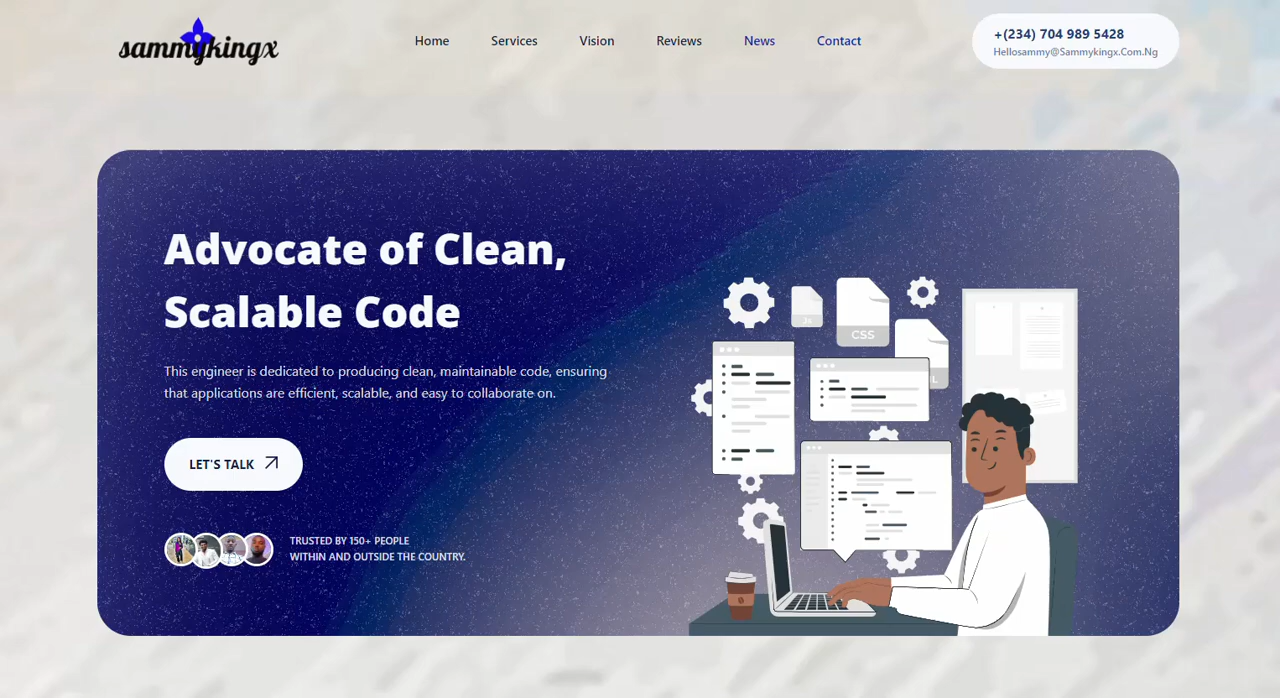 sammykingx
Home
Services
Vision
Reviews
News
Contact
+(234) 704 989 5428
Hellosammy@Sammykingx.Com.Ng
Advocate of Clean,
Scalable Code
This engineer is dedicated to producing clean, maintainable code, ensuring
that applications are efficient, scalable, and easy to collaborate on.
LET'S TALK
TRUSTED BY 150+ PEOPLE
WITHIN AND OUTSIDE THE COUNTRY.
Js
CSS
L